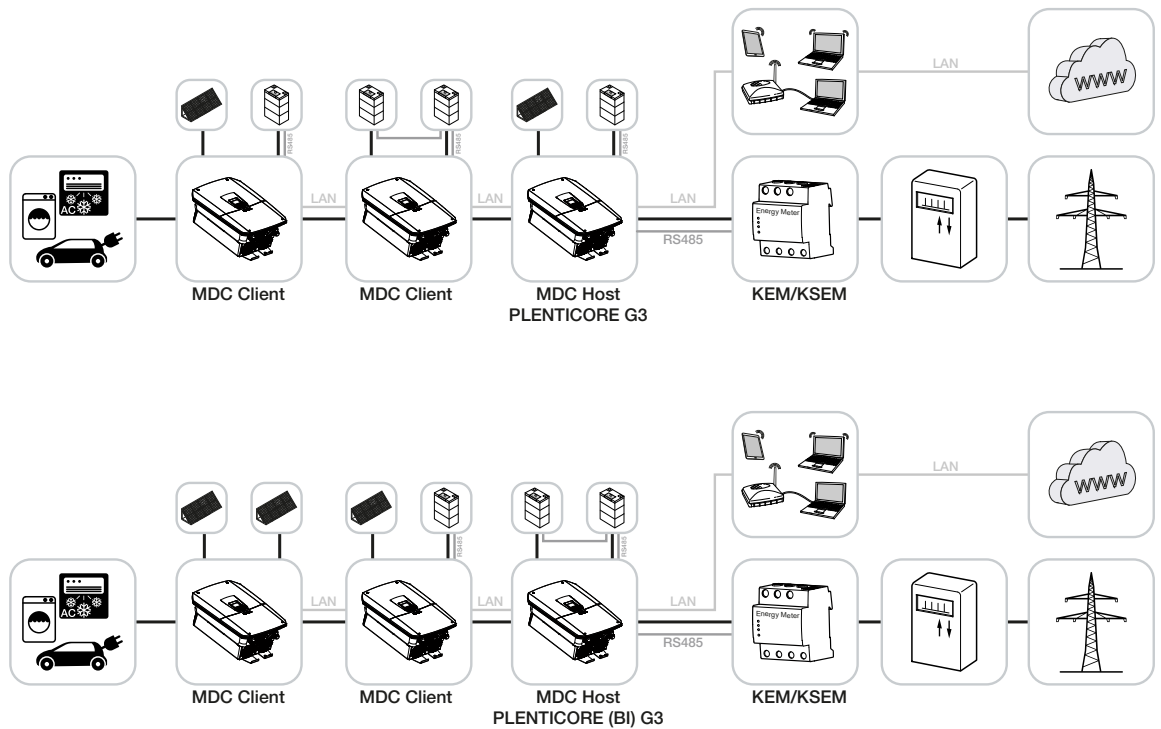 LAN
WWW
RS485
RS485
RS485
AC
LAN
LAN
LAN
RS485
Energy Meter
MDC Client
MDC Client
MDC Host
PLENTICORE G3
KEM/KSEM
LAN
WWW
RS485
RS485
AC
LAN
LAN
LAN
RS485
Energy Meter
MDC Client
MDC Client
MDC Host
PLENTICORE (BI) G3
KEM/KSEM